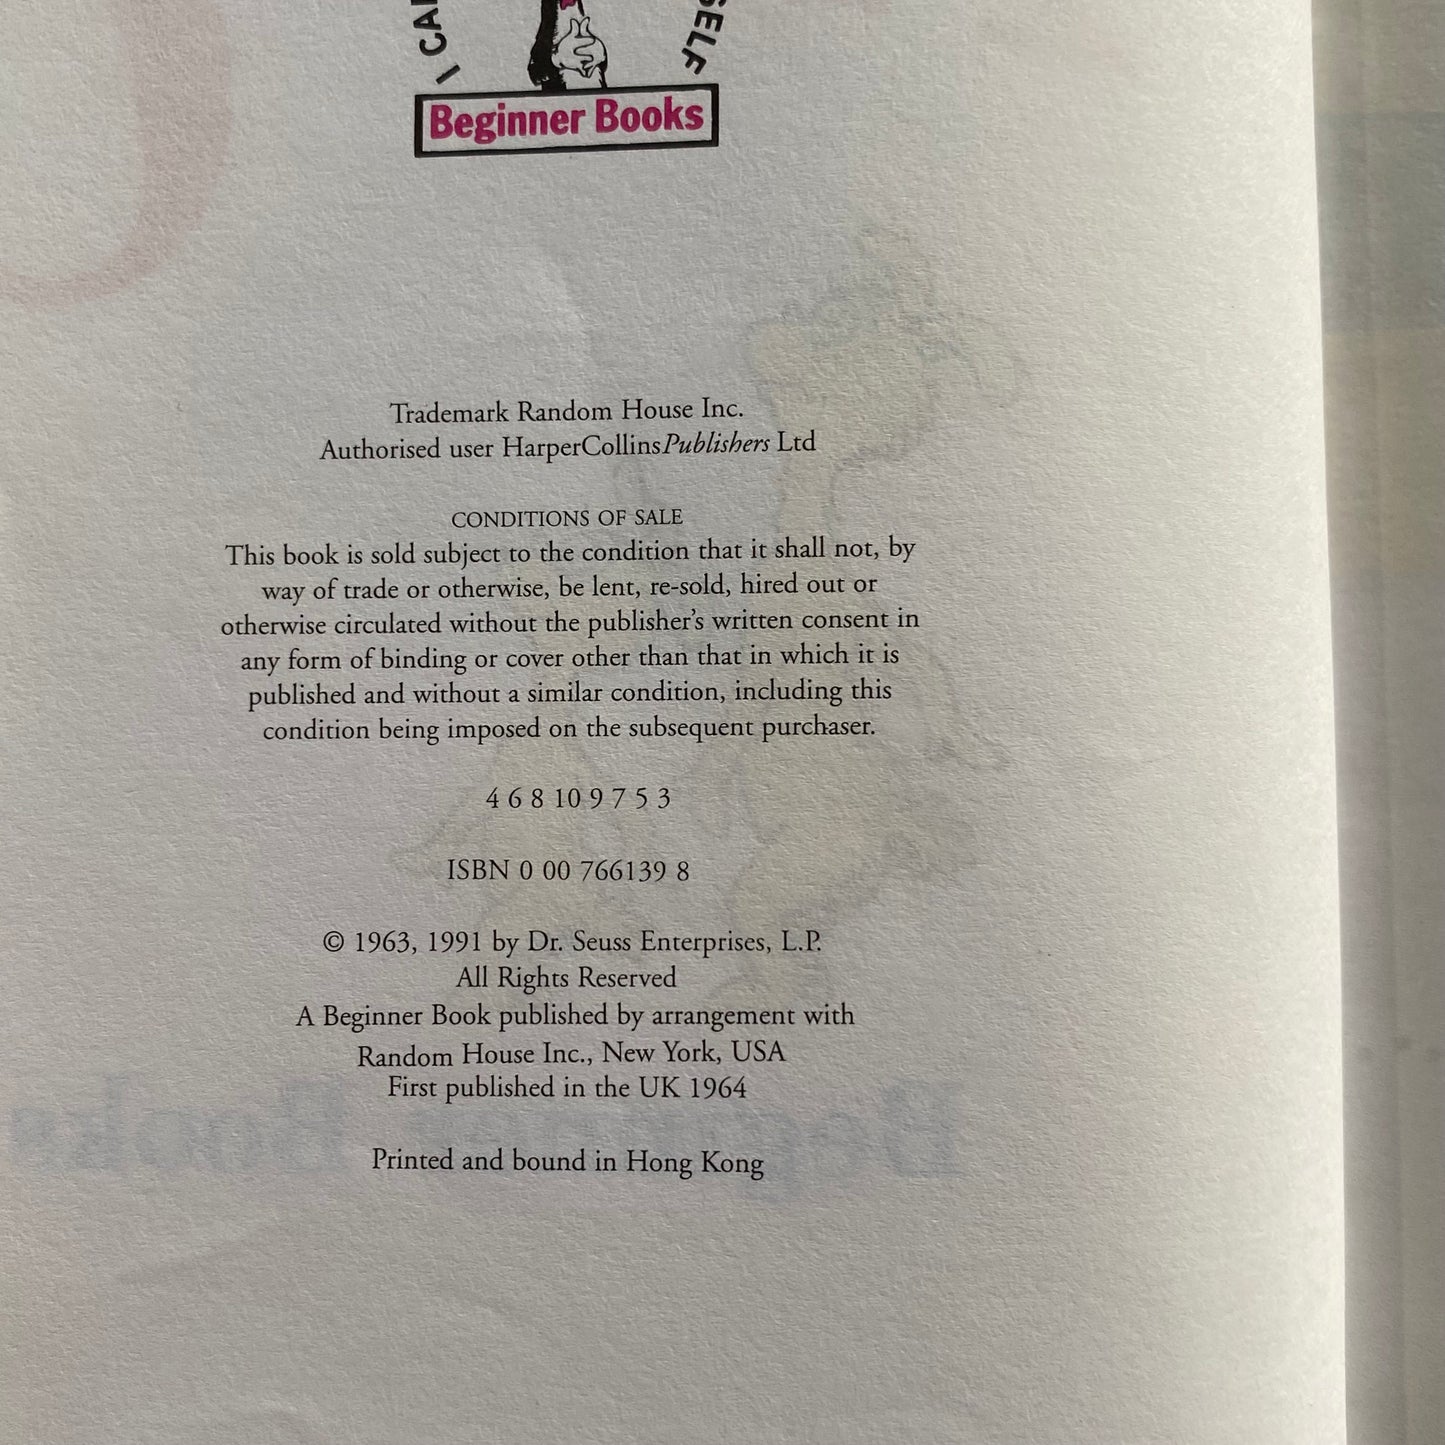 I CAN
SELF
Beginner Books
Trademark Random House Inc.
Authorised user HarperCollinsPublishers Ltd
CONDITIONS OF SALE
This book is sold subject to the condition that it shall not, by
way of trade or otherwise, be lent, re-sold, hired out or
otherwise circulated without the publisher's written consent in
any form of binding or cover other than that in which it is
published and without a similar condition, including this
condition being imposed on the subsequent purchaser.
4 6 8 10 9 7 5 3
ISBN 0 00 766139 8
© 1963, 1991 by Dr. Seuss Enterprises, L.P.
All Rights Reserved
A Beginner Book published by arrangement with
Random House Inc., New York, USA
First published in the UK 1964
Printed and bound in Hong Kong